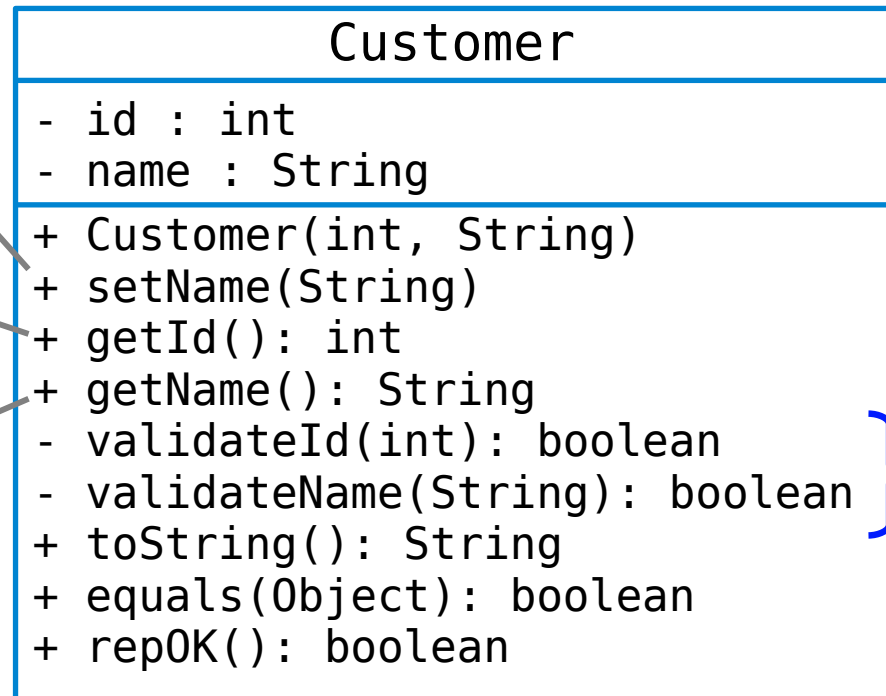 Customer
- id : int
- name : String
+ Customer(int, String)
+ setName(String)
+ getId(): int
+ getName(): String
- validateId(int): boolean
- validateName(String): boolean
+ toString(): String
+ equals(Object): boolean
+ repOK(): boolean